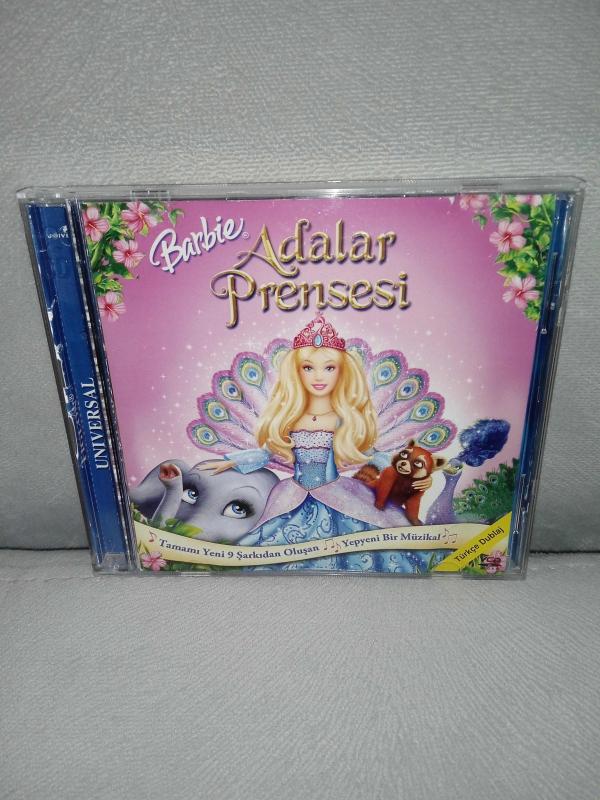 Barbie
Adalar
Prensesi
Tamamı Yeni 9 Şarkıdan Oluşan Yepyeni Bir Müzikal
Türkçe Dublaj
UNIVERSAL